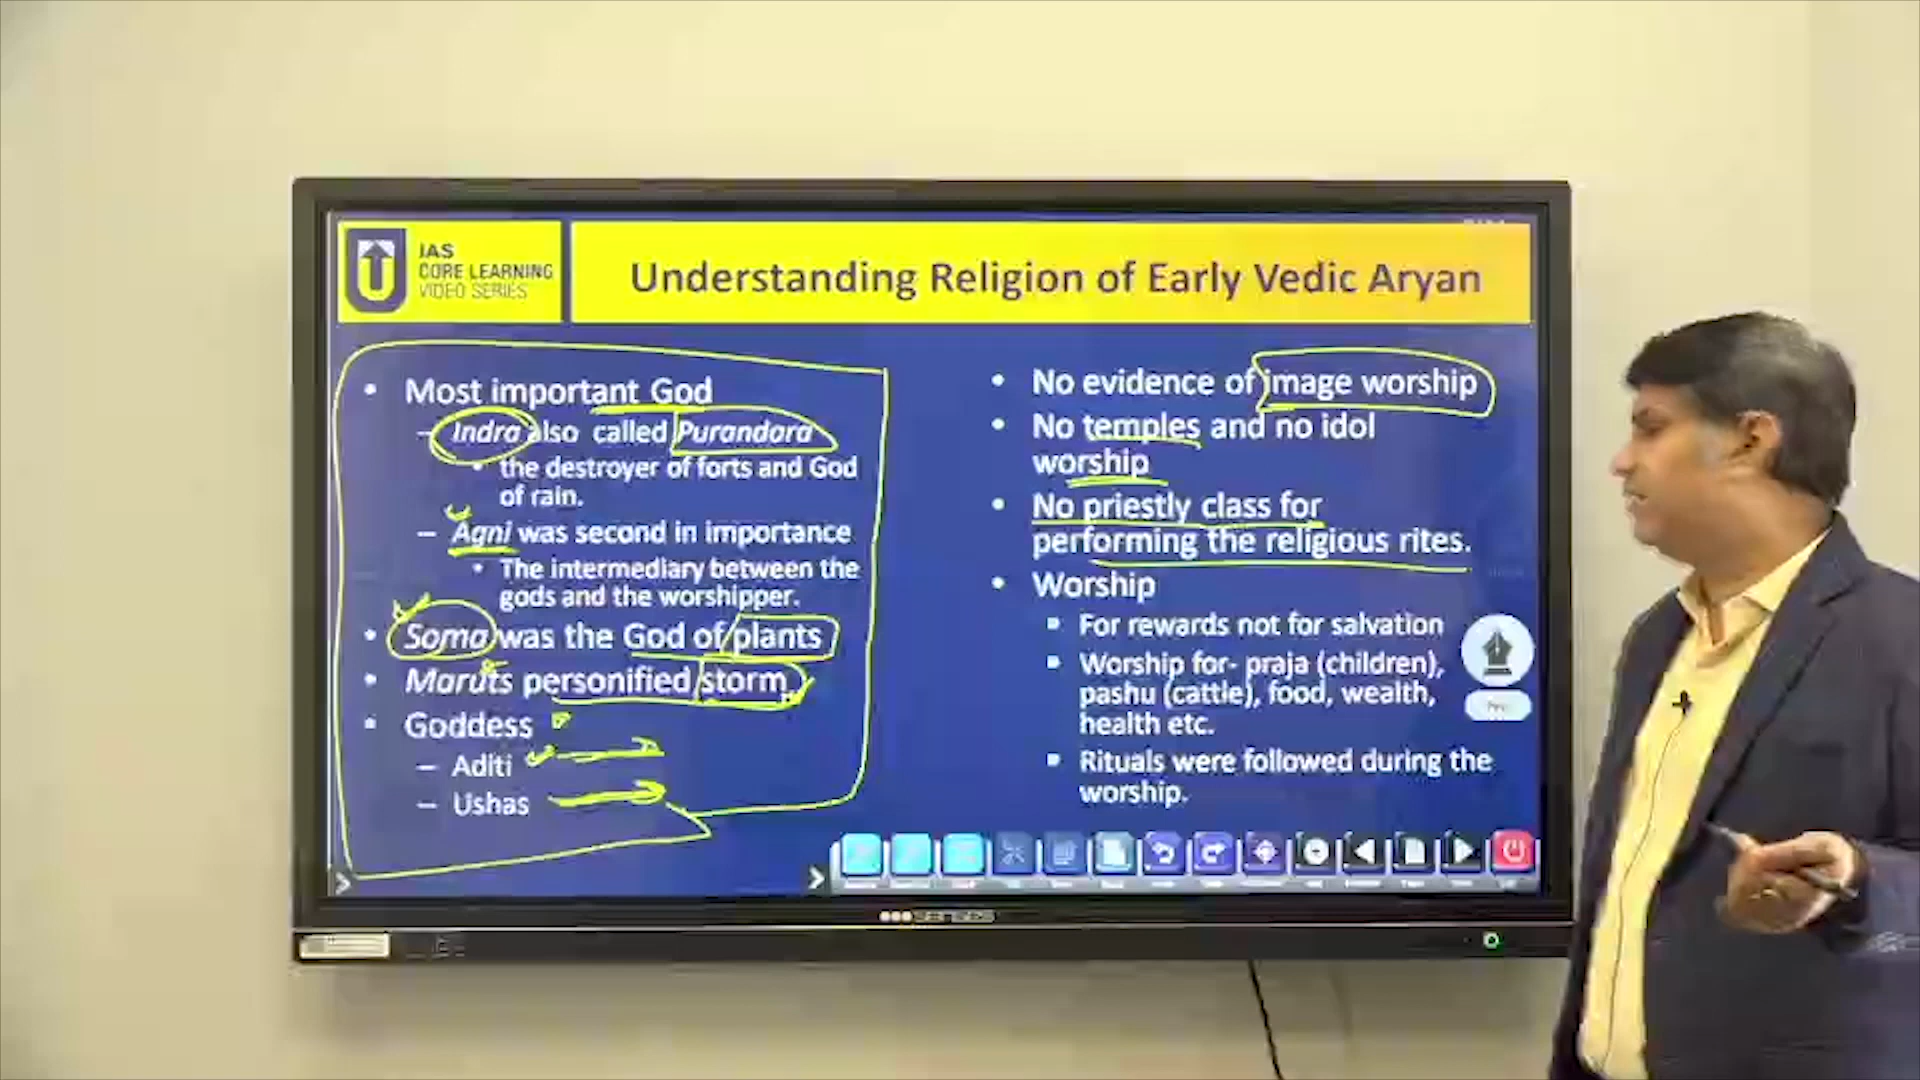 IAS
CORE LEARNING
VIDEO SERIES
Understanding Religion of Early Vedic Aryan
• Most important God
– Indra also called Purandara
• the destroyer of forts and God
of rain.
– Agni was second in importance
• The intermediary between the
gods and the worshipper.
• Soma was the God of plants
• Maruts personified storm
• Goddess
– Aditi
– Ushas
• No evidence of image worship
• No temples and no idol
worship
• No priestly class for
performing the religious rites.
• Worship
▪ For rewards not for salvation
▪ Worship for- praja (children),
pashu (cattle), food, wealth,
health etc.
▪ Rituals were followed during the
worship.